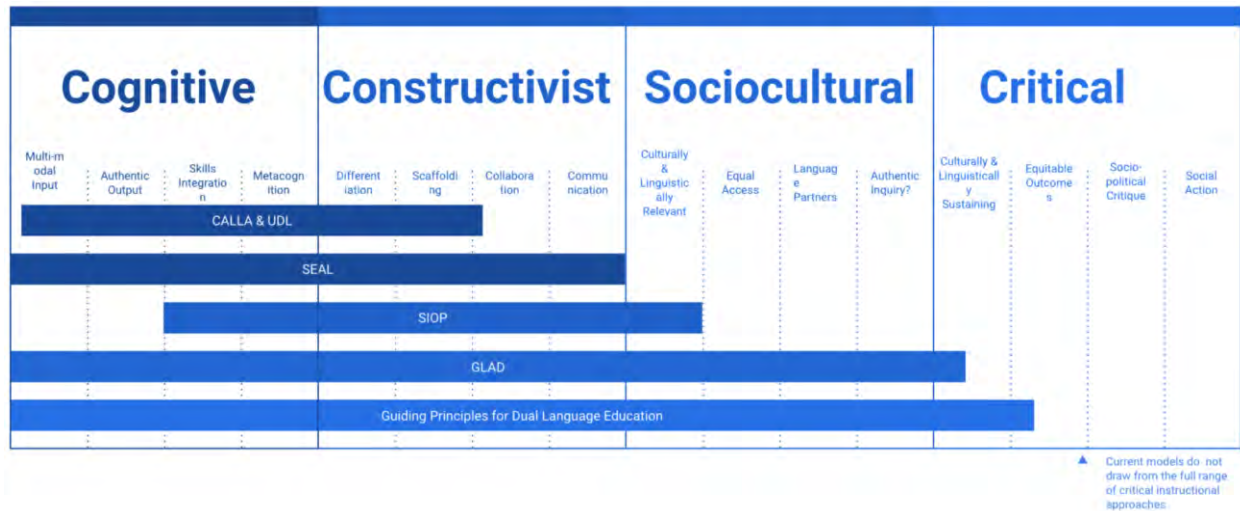 Cognitive
Constructivist
Sociocultural
Critical
Multi-m
odal
Input
Authentic
Output
Skills
Integratio
n
Metacogn
ition
Different
iation
Scaffoldi
ng
Collabora
tion
Commu
nication
Culturally
&
Linguistic
ally
Relevant
Equal
Access
Languag
e
Partners
Authentic
Inquiry?
Culturally &
Linguisticall
y
Sustaining
Equitable
Outcome
s
Socio-
political
Critique
Social
Action
CALLA & UDL
SEAL
SIOP
GLAD
Guiding Principles for Dual Language Education
Current models do not
draw from the full range
of critical instructional
approaches